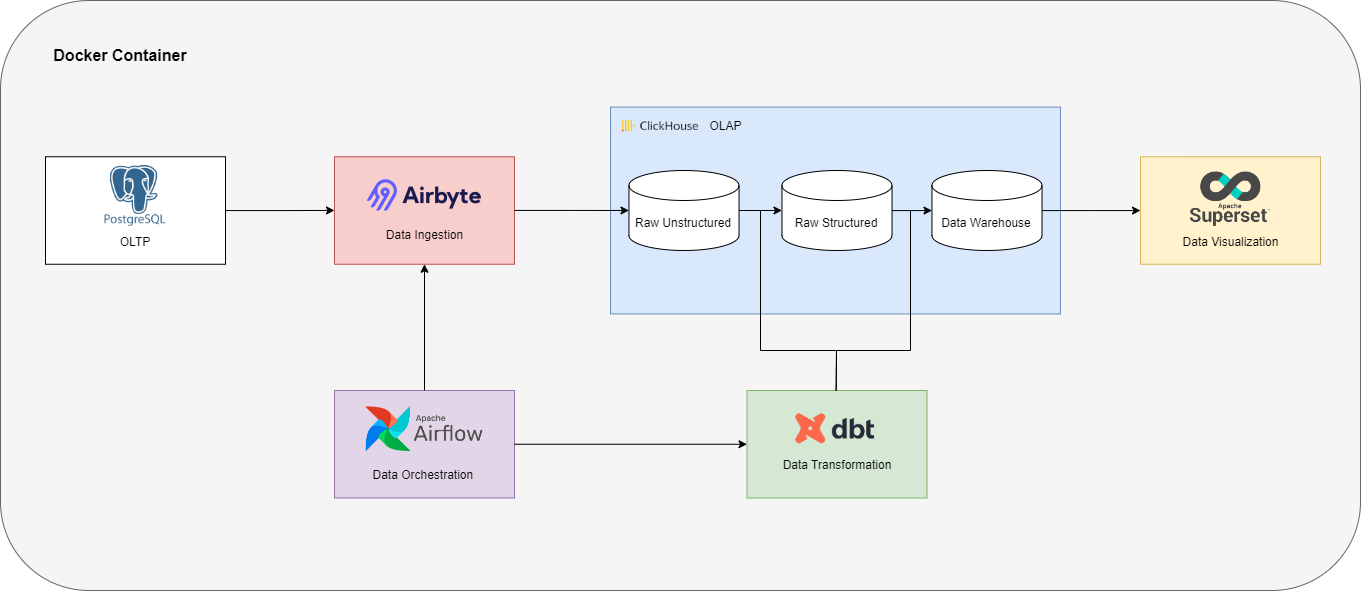 Docker Container
PostgreSQL
OLTP
Airbyte
Data Ingestion
ClickHouse OLAP
Raw Unstructured
Raw Structured
Data Warehouse
Apache
Superset™
Data Visualization
Apache
Airflow
Data Orchestration
dbt
Data Transformation